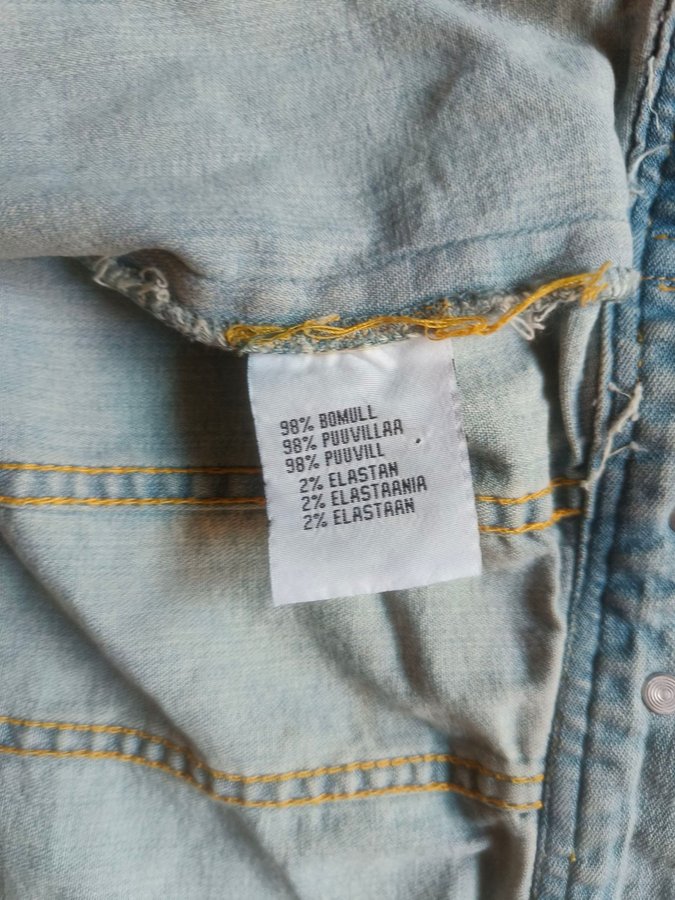 98% BOMULL
98% PUUVILLAA
98% PUUVILL
2% ELASTAN
2% ELASTAANIA
2% ELASTAAN